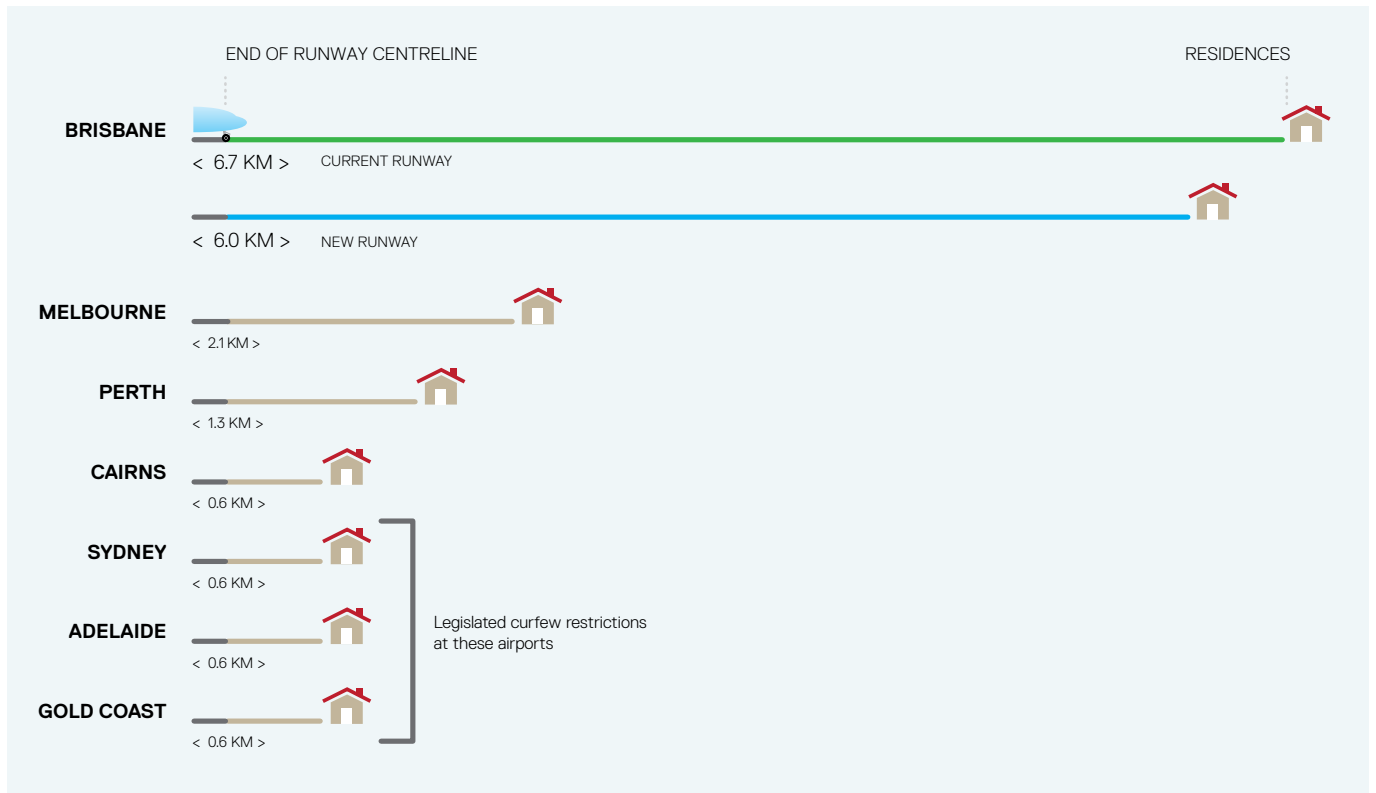 END OF RUNWAY CENTRELINE
RESIDENCES
BRISBANE
< 6.7 KM >
CURRENT RUNWAY
< 6.0 KM >
NEW RUNWAY
MELBOURNE
< 2.1 KM >
PERTH
< 1.3 KM >
CAIRNS
< 0.6 KM >
SYDNEY
< 0.6 KM >
Legislated curfew restrictions
at these airports
ADELAIDE
< 0.6 KM >
GOLD COAST
< 0.6 KM >